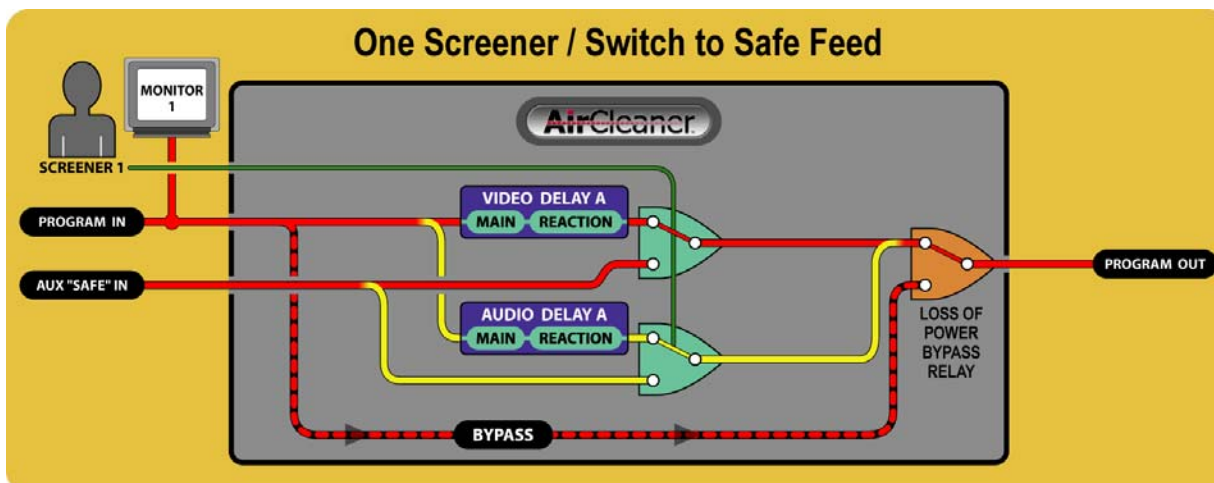 One Screener / Switch to Safe Feed
AirCleaner
MONITOR
1
SCREENER 1
PROGRAM IN
AUX "SAFE" IN
VIDEO DELAY A
MAIN REACTION
AUDIO DELAY A
MAIN REACTION
BYPASS
LOSS OF
POWER
BYPASS
RELAY
PROGRAM OUT